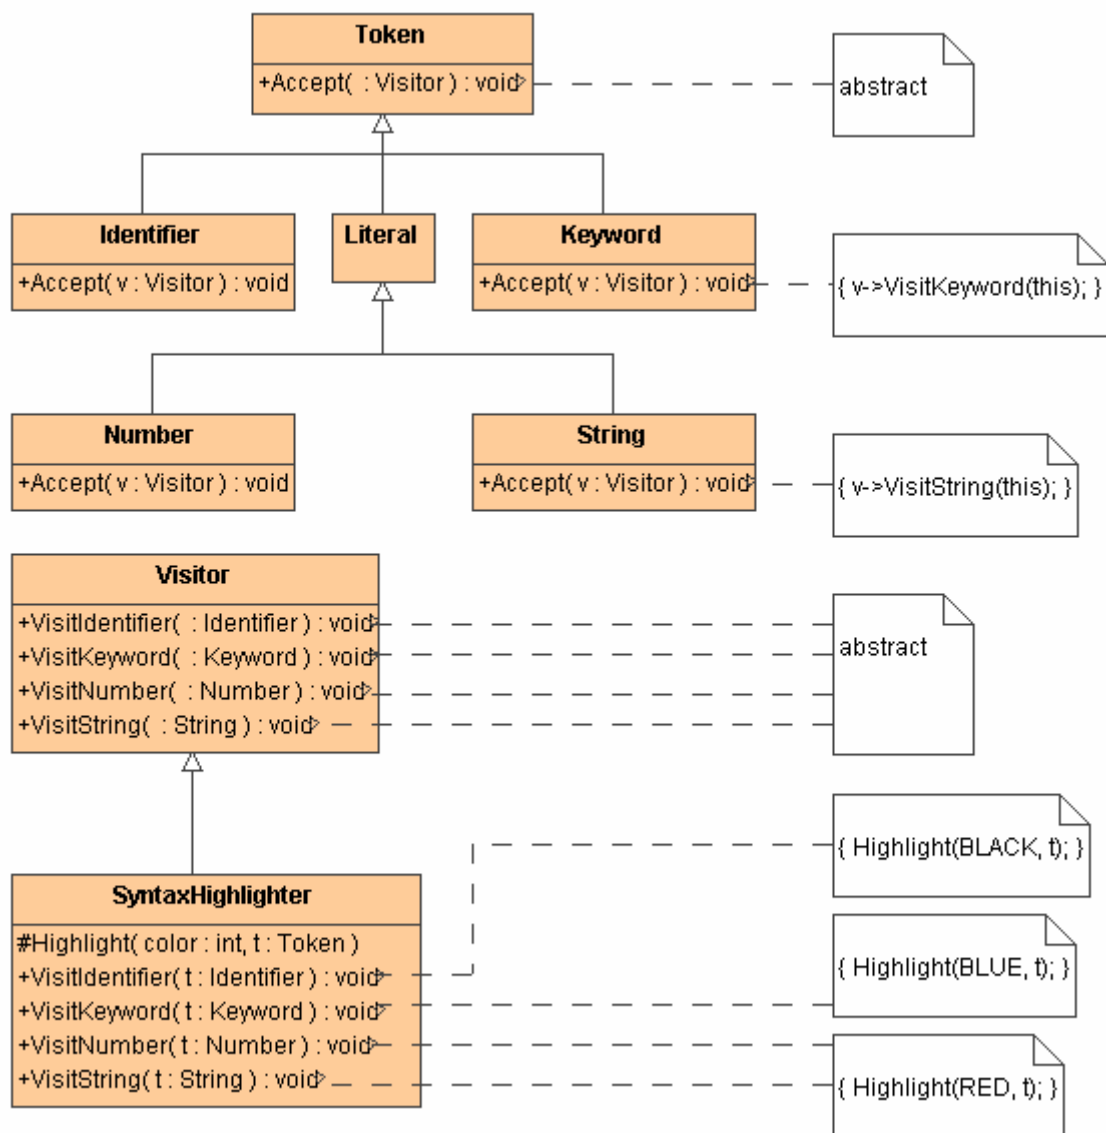 Token
+Accept( : Visitor ) : void
abstract
Identifier
+Accept( v : Visitor ) : void
Literal
Keyword
+Accept( v : Visitor ) : void
{ v->VisitKeyword(this); }
Number
+Accept( v : Visitor ) : void
String
+Accept( v : Visitor ) : void
{ v->VisitString(this); }
Visitor
+VisitIdentifier( : Identifier ) : void
+VisitKeyword( : Keyword ) : void
+VisitNumber( : Number ) : void
+VisitString( : String ) : void
abstract
SyntaxHighlighter
#Highlight( color : int, t : Token )
+VisitIdentifier( t : Identifier ) : void
+VisitKeyword( t : Keyword ) : void
+VisitNumber( t : Number ) : void
+VisitString( t : String ) : void
{ Highlight(BLACK, t); }
{ Highlight(BLUE, t); }
{ Highlight(RED, t); }